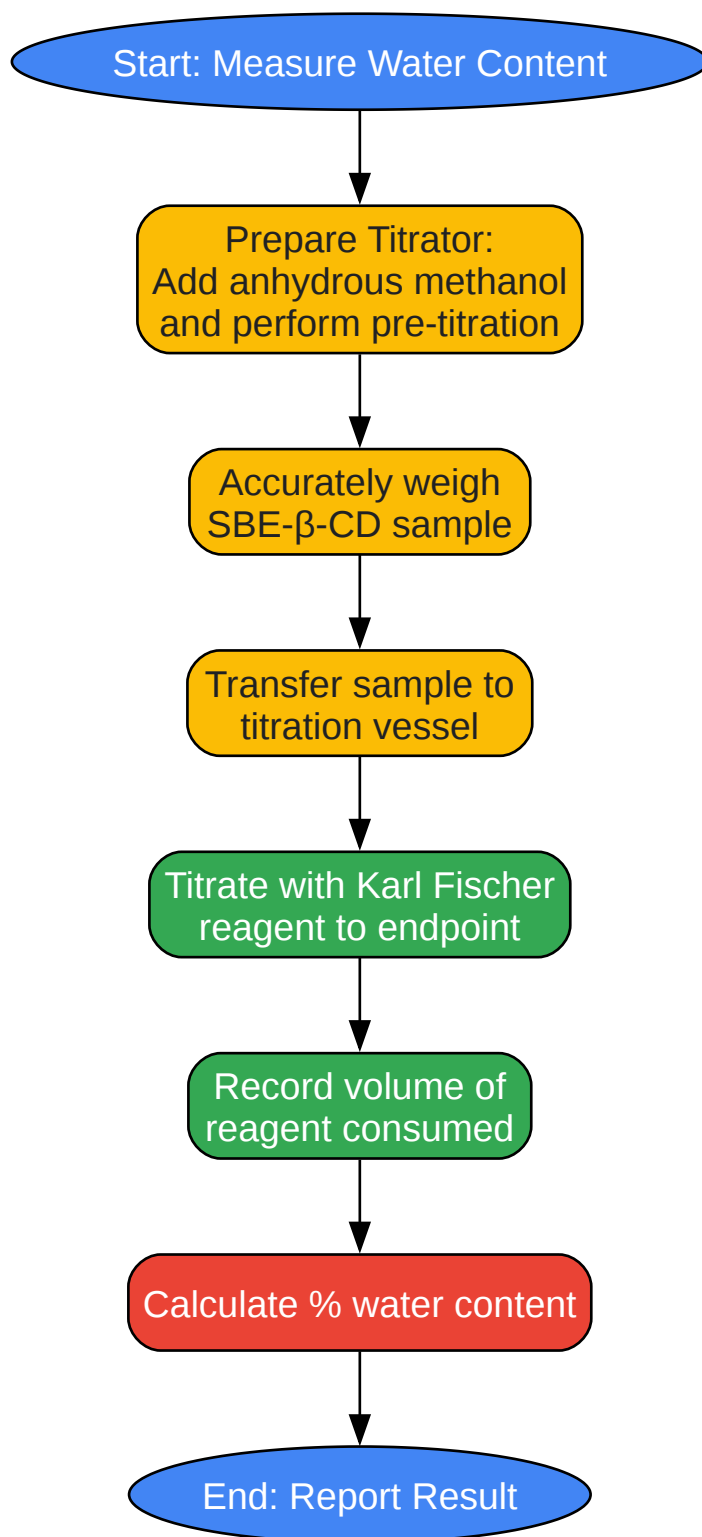 Start: Measure Water Content
Prepare Titrator:
Add anhydrous methanol
and perform pre-titration
Accurately weigh
SBE-β-CD sample
Transfer sample to
titration vessel
Titrate with Karl Fischer
reagent to endpoint
Record volume of
reagent consumed
Calculate % water content
End: Report Result